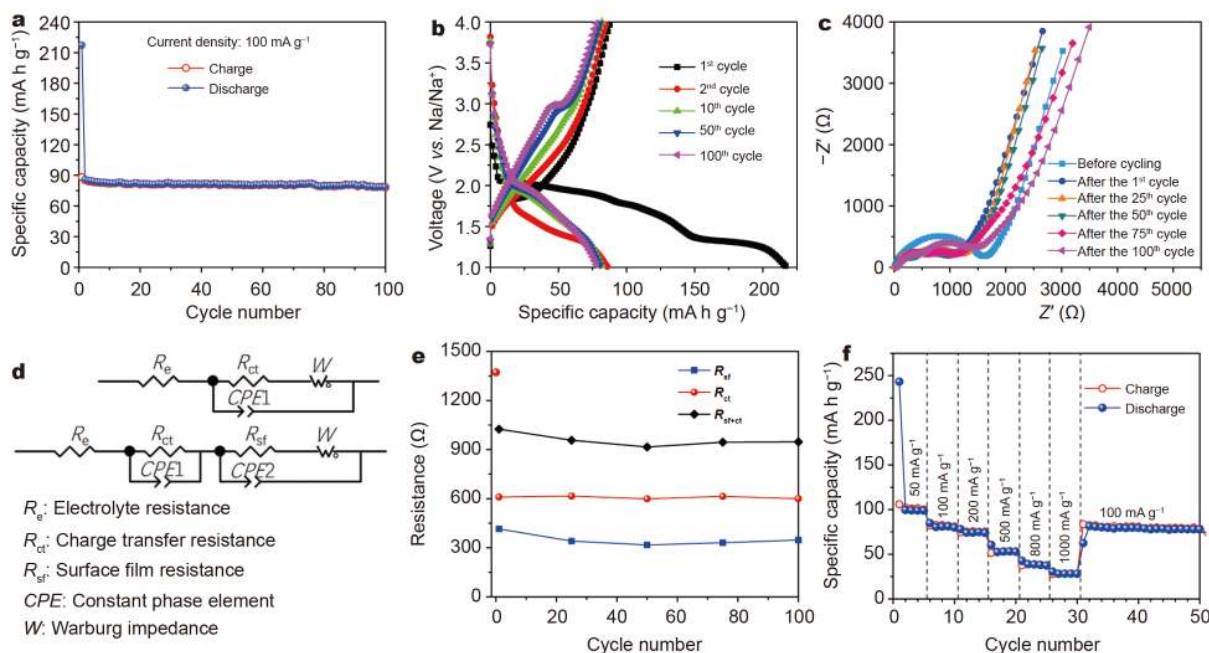 a
Specific capacity (mA h g⁻¹)
240
210
180
150
120
90
60
30
0
Current density: 100 mA g⁻¹
Charge
Discharge
0 20 40 60 80 100
Cycle number
b
Voltage (V vs. Na/Na⁺)
4.0
3.5
3.0
2.5
2.0
1.5
1.0
1ˢᵗ cycle
2ⁿᵈ cycle
10ᵗʰ cycle
50ᵗʰ cycle
100ᵗʰ cycle
0 50 100 150 200
Specific capacity (mA h g⁻¹)
c
−Z′ (Ω)
4000
3000
2000
1000
0
Before cycling
After the 1ˢᵗ cycle
After the 25ᵗʰ cycle
After the 50ᵗʰ cycle
After the 75ᵗʰ cycle
After the 100ᵗʰ cycle
0 1000 2000 3000 4000 5000
Z′ (Ω)
d
Re Rct W
CPE1
Re Rct Rsf W
CPE1 CPE2
Re: Electrolyte resistance
Rct: Charge transfer resistance
Rsf: Surface film resistance
CPE: Constant phase element
W: Warburg impedance
e
Resistance (Ω)
1500
1200
900
600
300
0
Rsf
Rct
Rsf+ct
0 20 40 60 80 100
Cycle number
f
Specific capacity (mA h g⁻¹)
250
200
150
100
50
0
Charge
Discharge
50 mA g⁻¹
100 mA g⁻¹
200 mA g⁻¹
500 mA g⁻¹
800 mA g⁻¹
1000 mA g⁻¹
100 mA g⁻¹
0 10 20 30 40 50
Cycle number